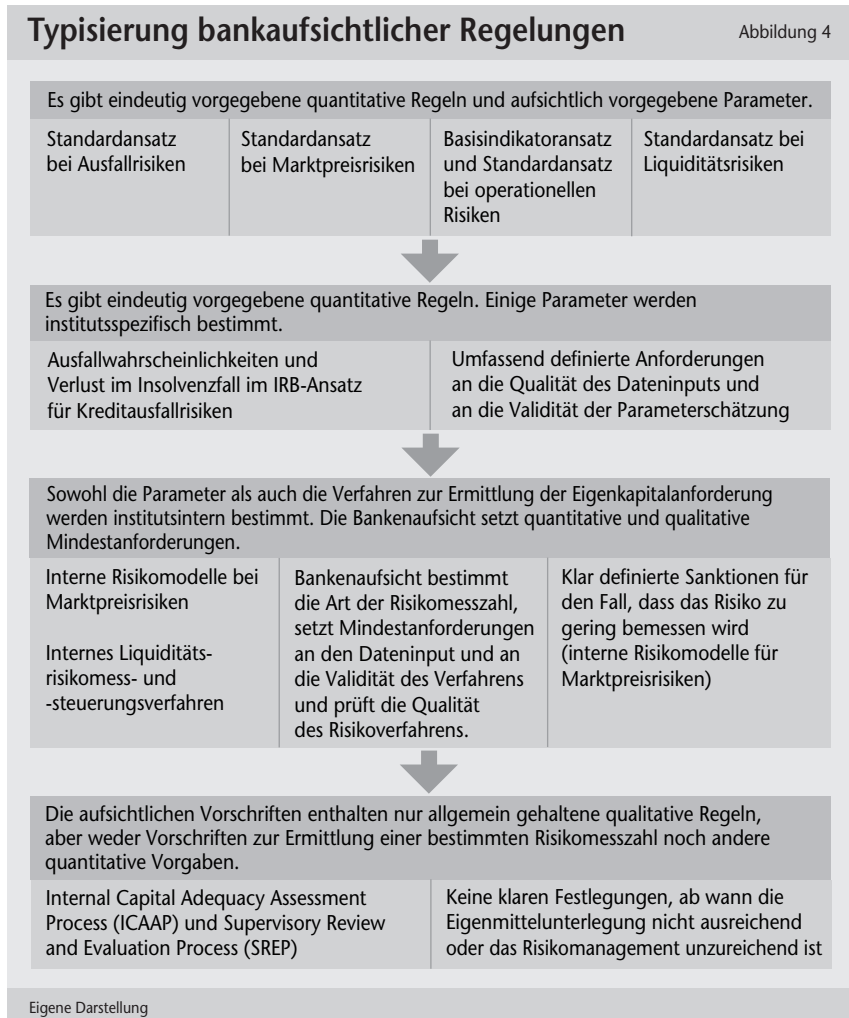 Typisierung bankaufsichtlicher Regelungen
Abbildung 4
Es gibt eindeutig vorgegebene quantitative Regeln und aufsichtlich vorgegebene Parameter.
Standardansatz
bei Ausfallrisiken
Standardansatz
bei Marktpreisrisiken
Basisindikatoransatz
und Standardansatz
bei operationellen
Risiken
Standardansatz bei
Liquiditätsrisiken
Es gibt eindeutig vorgegebene quantitative Regeln. Einige Parameter werden
institutsspezifisch bestimmt.
Ausfallwahrscheinlichkeiten und
Verlust im Insolvenzfall im IRB-Ansatz
für Kreditausfallrisiken
Umfassend definierte Anforderungen
an die Qualität des Dateninputs und
an die Validität der Parameterschätzung
Sowohl die Parameter als auch die Verfahren zur Ermittlung der Eigenkapitalanforderung
werden institutsintern bestimmt. Die Bankenaufsicht setzt quantitative und qualitative
Mindestanforderungen.
Interne Risikomodelle bei
Marktpreisrisiken
Internes Liquiditäts-
risikomess- und
-steuerungsverfahren
Bankenaufsicht bestimmt
die Art der Risikomesszahl,
setzt Mindestanforderungen
an den Dateninput und an
die Validität des Verfahrens
und prüft die Qualität
des Risikoverfahrens.
Klar definierte Sanktionen für
den Fall, dass das Risiko zu
gering bemessen wird
(interne Risikomodelle für
Marktpreisrisiken)
Die aufsichtlichen Vorschriften enthalten nur allgemein gehaltene qualitative Regeln,
aber weder Vorschriften zur Ermittlung einer bestimmten Risikomesszahl noch andere
quantitative Vorgaben.
Internal Capital Adequacy Assessment
Process (ICAAP) und Supervisory Review
and Evaluation Process (SREP)
Keine klaren Festlegungen, ab wann die
Eigenmittelunterlegung nicht ausreichend
oder das Risikomanagement unzureichend ist
Eigene Darstellung